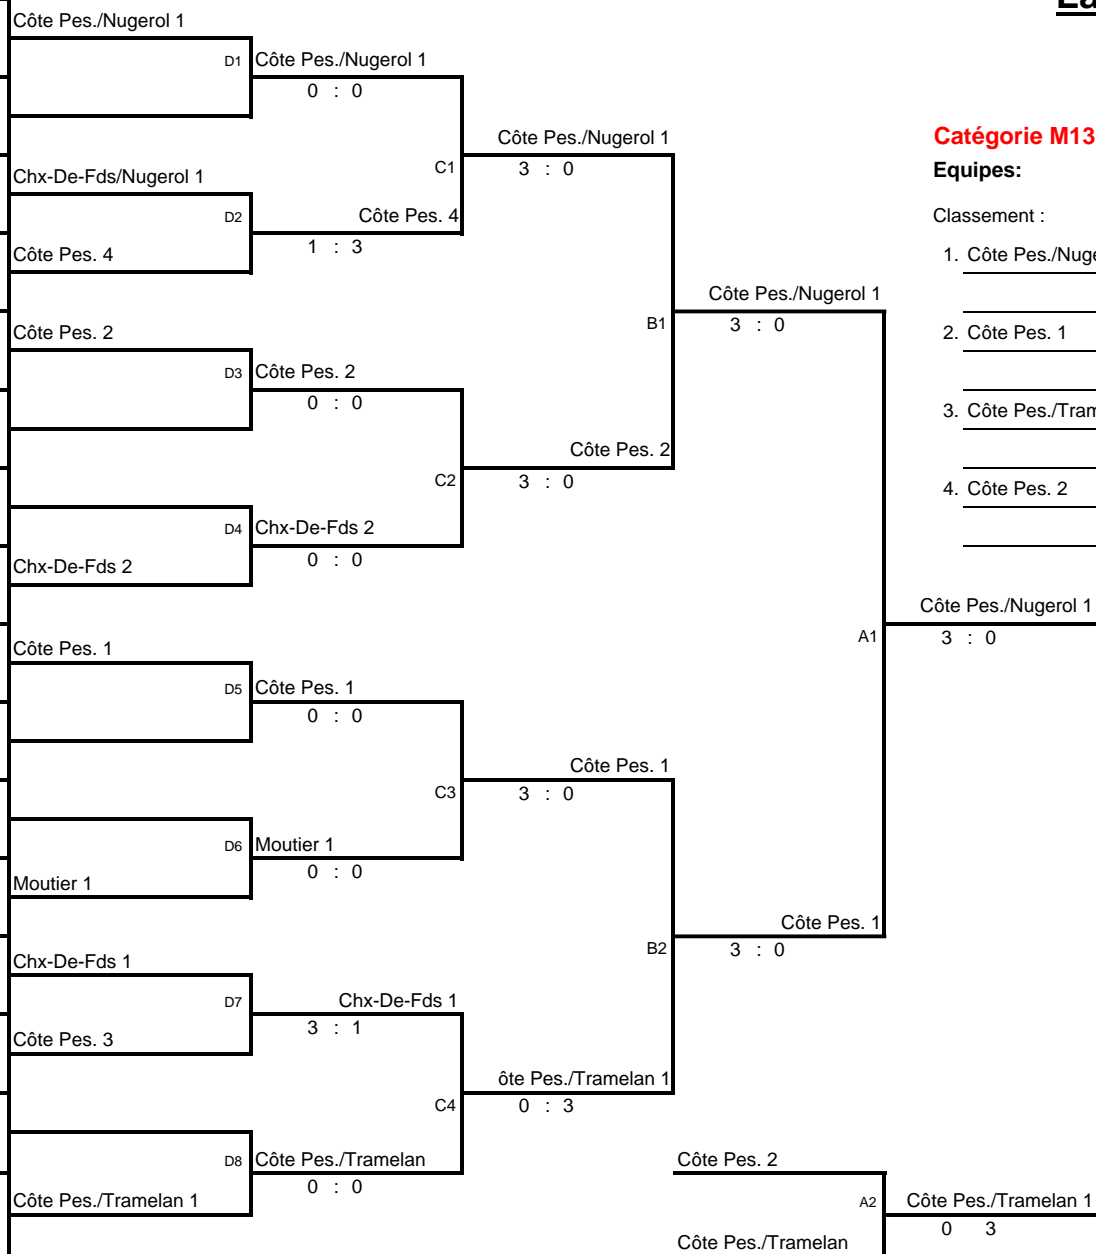 La
Côte Pes./Nugerol 1
D1 Côte Pes./Nugerol 1
0 : 0
Côte Pes./Nugerol 1
C1 3 : 0
Chx-De-Fds/Nugerol 1
D2 Côte Pes. 4
1 : 3
Côte Pes. 4
Côte Pes./Nugerol 1
B1 3 : 0
Côte Pes. 2
D3 Côte Pes. 2
0 : 0
Côte Pes. 2
C2 3 : 0
D4 Chx-De-Fds 2
0 : 0
Chx-De-Fds 2
Catégorie M13
Equipes:
Classement :
1. Côte Pes./Nuge
2. Côte Pes. 1
3. Côte Pes./Tram
4. Côte Pes. 2
Côte Pes./Nugerol 1
A1 3 : 0
Côte Pes. 1
D5 Côte Pes. 1
0 : 0
Côte Pes. 1
C3 3 : 0
D6 Moutier 1
0 : 0
Moutier 1
Côte Pes. 1
B2 3 : 0
Chx-De-Fds 1
D7 Chx-De-Fds 1
3 : 1
Côte Pes. 3
ôte Pes./Tramelan 1
C4 0 : 3
D8 Côte Pes./Tramelan
0 : 0
Côte Pes./Tramelan 1
Côte Pes. 2
A2 Côte Pes./Tramelan 1
0 3
Côte Pes./Tramelan